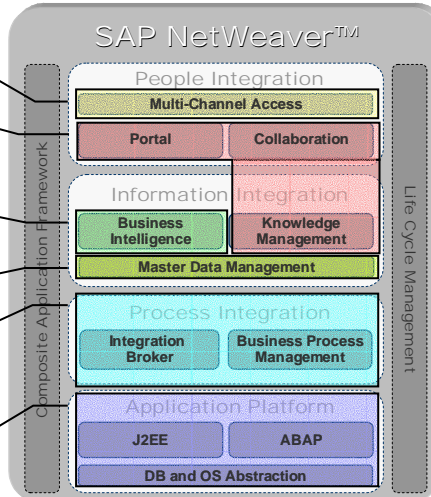 SAP NetWeaver™
People Integration
Multi-Channel Access
Portal
Collaboration
Composite Application Framework
Life Cycle Management
Information Integration
Business
Intelligence
Knowledge
Management
Master Data Management
Process Integration
Integration
Broker
Business Process
Management
Application Platform
J2EE
ABAP
DB and OS Abstraction